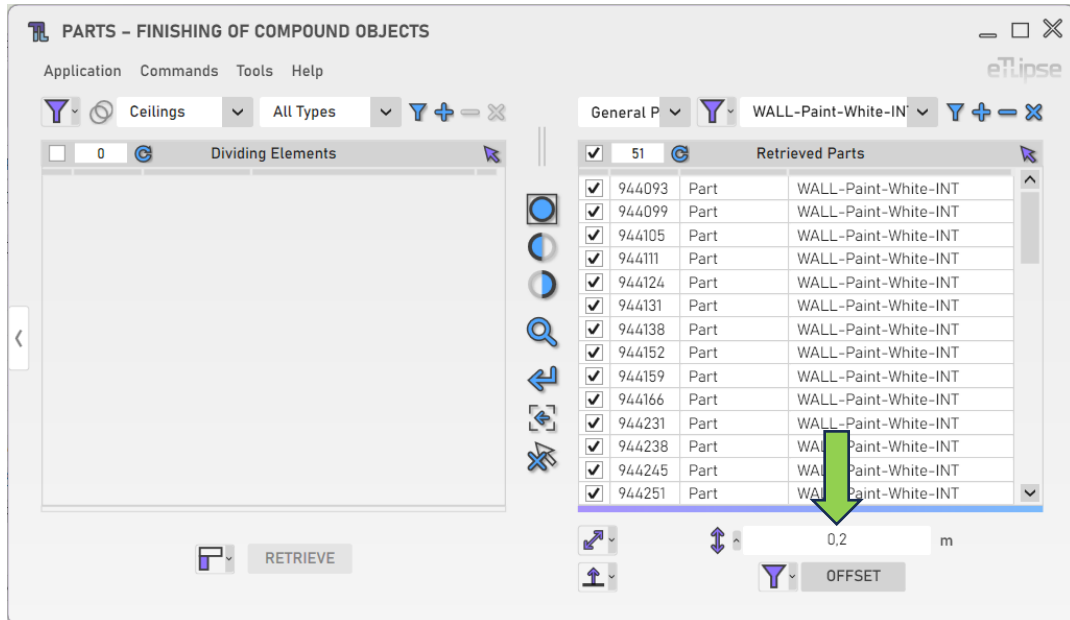 PARTS – FINISHING OF COMPOUND OBJECTS
Application Commands Tools Help
eTLipse
Ceilings All Types
General P WALL-Paint-White-IN
0 Dividing Elements
51 Retrieved Parts
944093 Part WALL-Paint-White-INT
944099 Part WALL-Paint-White-INT
944105 Part WALL-Paint-White-INT
944111 Part WALL-Paint-White-INT
944124 Part WALL-Paint-White-INT
944131 Part WALL-Paint-White-INT
944138 Part WALL-Paint-White-INT
944152 Part WALL-Paint-White-INT
944159 Part WALL-Paint-White-INT
944166 Part WALL-Paint-White-INT
944231 Part WALL-Paint-White-INT
944238 Part WALL-Paint-White-INT
944245 Part WALL-Paint-White-INT
944251 Part WALL-Paint-White-INT
0,2 m
RETRIEVE
OFFSET